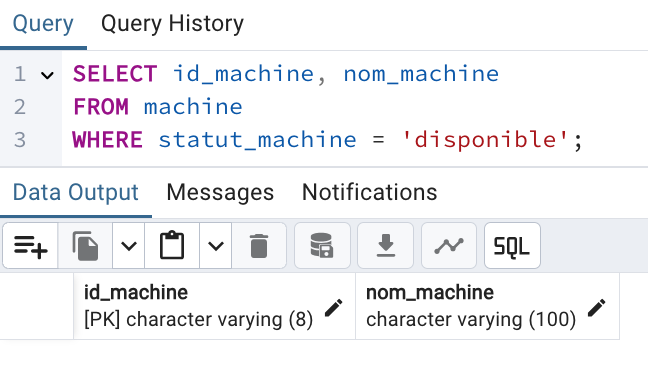 Query Query History
1 SELECT id_machine, nom_machine
2 FROM machine
3 WHERE statut_machine = 'disponible';
Data Output Messages Notifications
SQL
id_machine nom_machine
[PK] character varying (8) character varying (100)